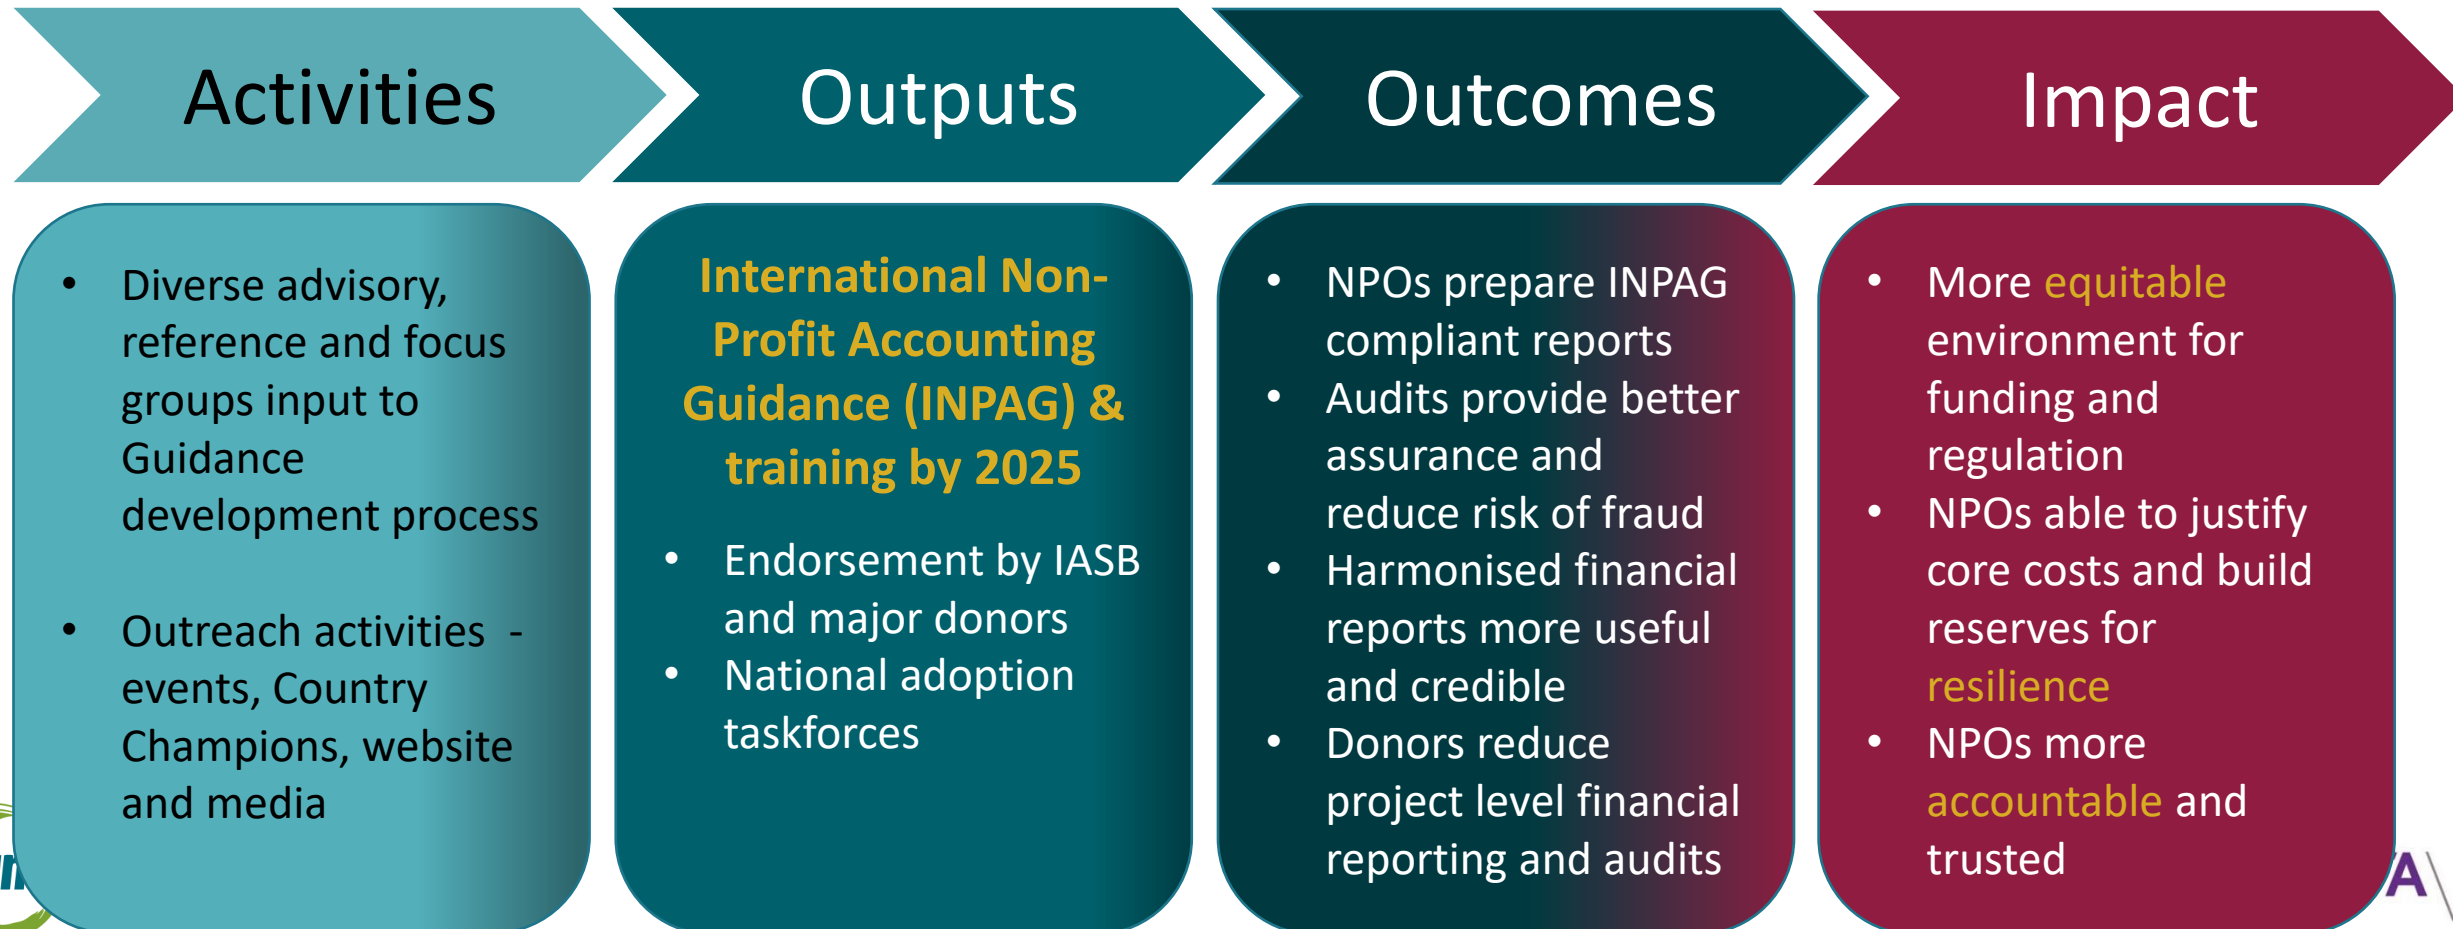 Activities
Outputs
Outcomes
Impact
• Diverse advisory,
reference and focus
groups input to
Guidance
development process
• Outreach activities -
events, Country
Champions, website
and media
International Non-
Profit Accounting
Guidance (INPAG) &
training by 2025
• Endorsement by IASB
and major donors
• National adoption
taskforces
• NPOs prepare INPAG
compliant reports
• Audits provide better
assurance and
reduce risk of fraud
• Harmonised financial
reports more useful
and credible
• Donors reduce
project level financial
reporting and audits
• More equitable
environment for
funding and
regulation
• NPOs able to justify
core costs and build
reserves for
resilience
• NPOs more
accountable and
trusted